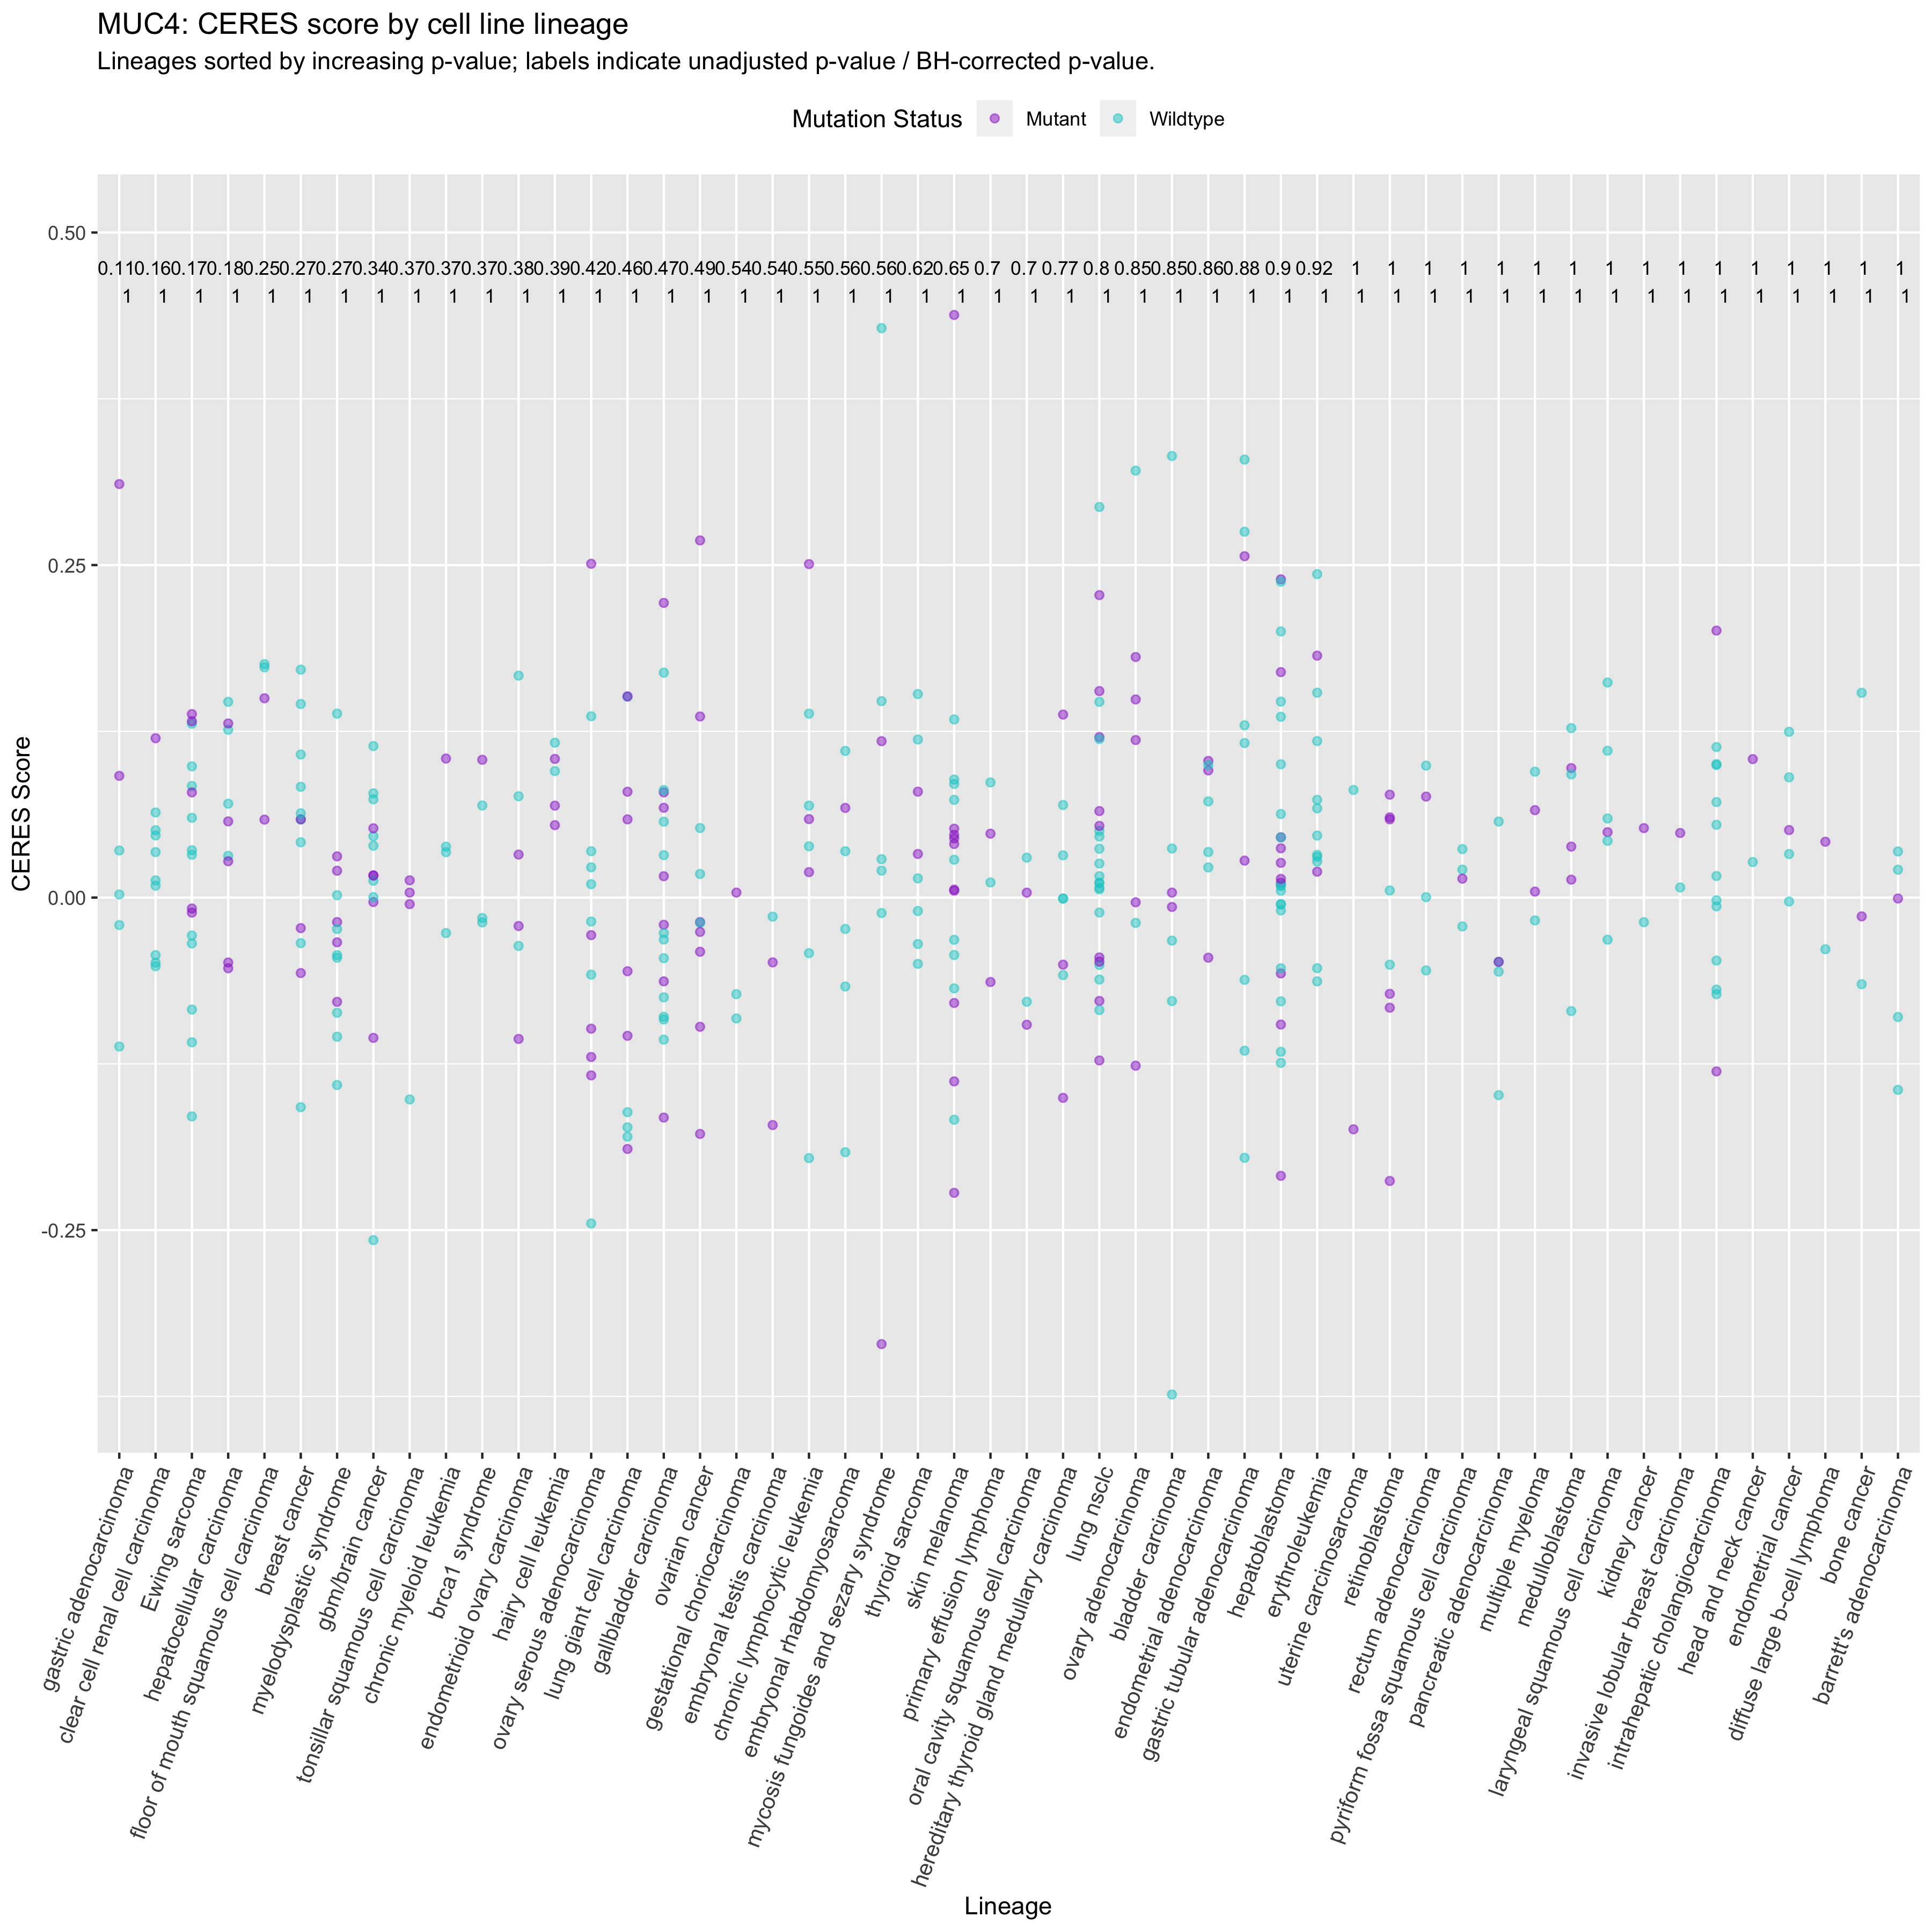 MUC4: CERES score by cell line lineage
Lineages sorted by increasing p-value; labels indicate unadjusted p-value / BH-corrected p-value.
Mutation Status Mutant Wildtype
0.50
0.11 0.16 0.17 0.18 0.25 0.27 0.27 0.34 0.37 0.37 0.37 0.38 0.39 0.42 0.46 0.47 0.49 0.54 0.54 0.55 0.56 0.56 0.62 0.65 0.7 0.7 0.77 0.8 0.85 0.85 0.86 0.88 0.9 0.92 1 1 1 1 1 1 1 1 1 1 1 1 1 1 1 1
1 1 1 1 1 1 1 1 1 1 1 1 1 1 1 1 1 1 1 1 1 1 1 1 1 1 1 1 1 1 1 1 1 1 1 1 1 1 1 1 1 1 1 1 1 1 1 1 1 1
0.25
0.00
-0.25
CERES Score
gastric adenocarcinoma
clear cell renal cell carcinoma
Ewing sarcoma
hepatocellular carcinoma
floor of mouth squamous cell carcinoma
breast cancer
myelodysplastic syndrome
gbm/brain cancer
tonsillar squamous cell carcinoma
chronic myeloid leukemia
brca1 syndrome
endometrioid ovary carcinoma
hairy cell leukemia
ovary serous adenocarcinoma
lung giant cell carcinoma
gallbladder carcinoma
ovarian cancer
gestational choriocarcinoma
embryonal testis carcinoma
chronic lymphocytic leukemia
embryonal rhabdomyosarcoma
mycosis fungoides and sezary syndrome
thyroid sarcoma
skin melanoma
primary effusion lymphoma
oral cavity squamous cell carcinoma
hereditary thyroid gland medullary carcinoma
lung nsclc
ovary adenocarcinoma
bladder carcinoma
endometrial adenocarcinoma
gastric tubular adenocarcinoma
hepatoblastoma
erythroleukemia
uterine carcinosarcoma
retinoblastoma
rectum adenocarcinoma
pyriform fossa squamous cell carcinoma
pancreatic adenocarcinoma
multiple myeloma
medulloblastoma
laryngeal squamous cell carcinoma
kidney cancer
invasive lobular breast carcinoma
intrahepatic cholangiocarcinoma
head and neck cancer
endometrial cancer
diffuse large b-cell lymphoma
bone cancer
barrett's adenocarcinoma
Lineage